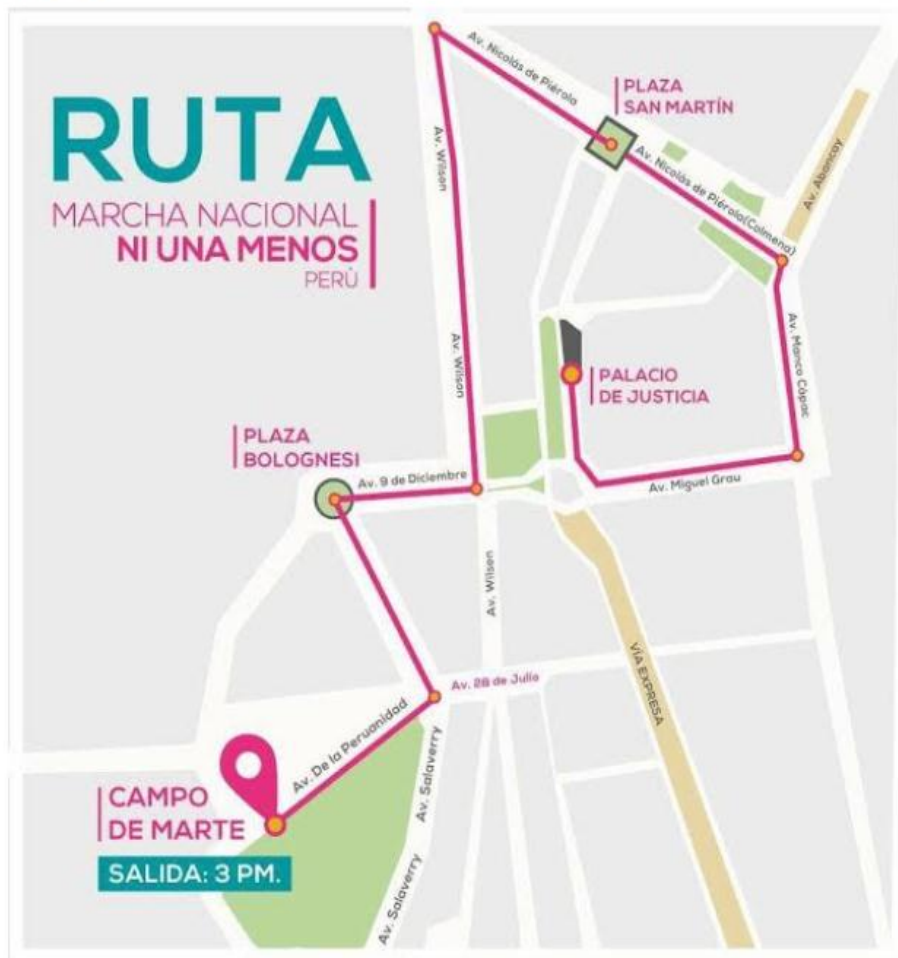 RUTA
MARCHA NACIONAL
NI UNA MENOS
PERÚ
Av. Nicolás de Piérola
PLAZA
SAN MARTÍN
Av. Nicolás de Piérola(Colmena)
Av. Abancay
Av. Wilson
Av. Wilson
Av. Manco Cápac
PALACIO
DE JUSTICIA
PLAZA
BOLOGNESI
Av. 9 de Diciembre
Av. Miguel Grau
Av. Wilson
VÍA EXPRESA
Av. 28 de Julio
Av. De la Peruanidad
Av. Salaverry
CAMPO
DE MARTE
SALIDA: 3 PM.
Av. Salaverry